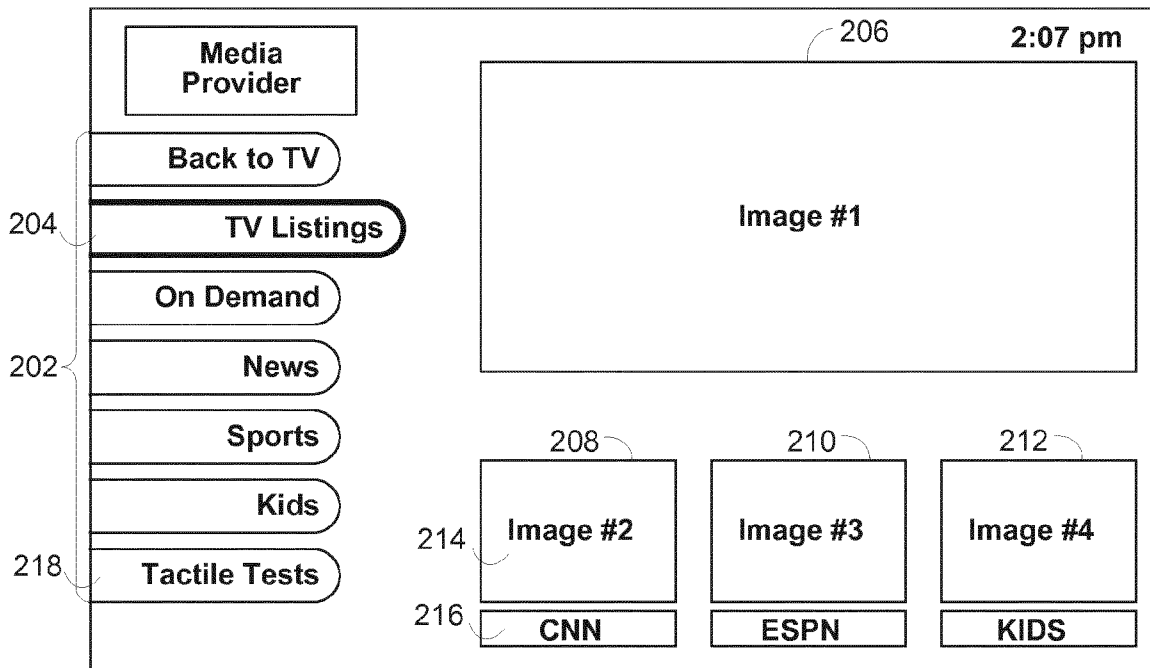 206
2:07 pm
Media
Provider
Back to TV
204
TV Listings
Image #1
On Demand
202
News
Sports
208
210
212
Kids
214
Image #2
Image #3
Image #4
218
Tactile Tests
216
CNN
ESPN
KIDS